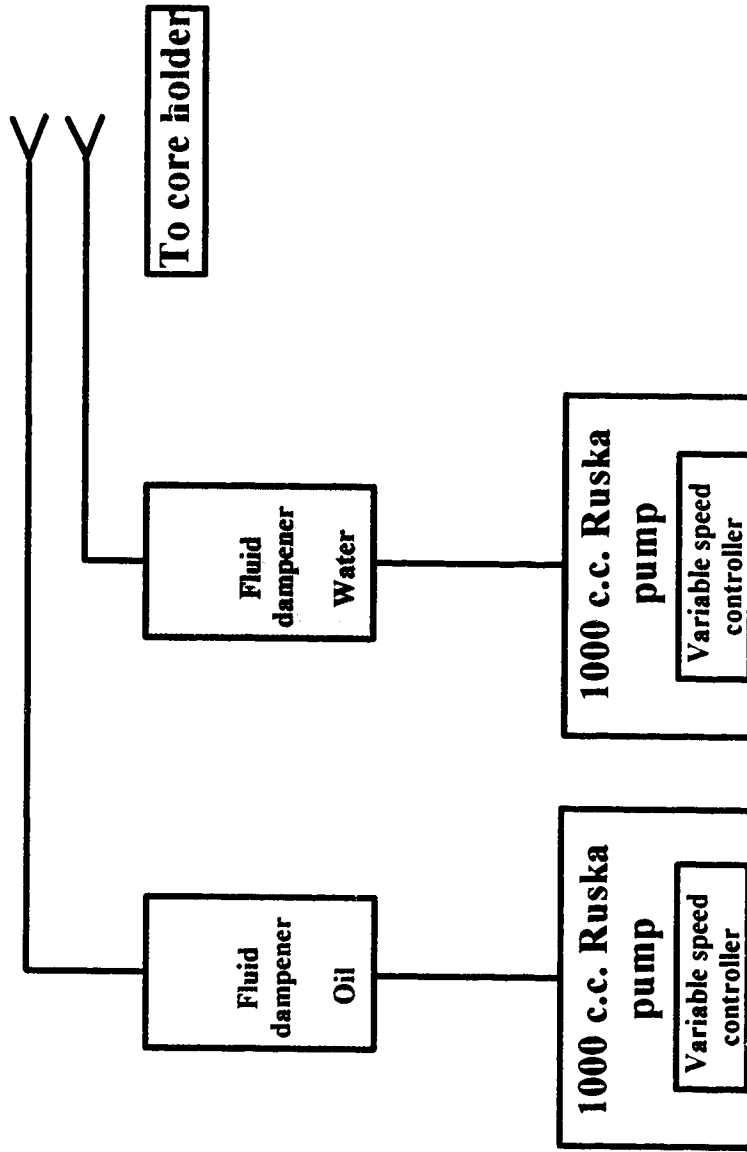 To core holder
Fluid
dampener
Oil
Fluid
dampener
Water
1000 c.c. Ruska
pump
Variable speed
controller
1000 c.c. Ruska
pump
Variable speed
controller